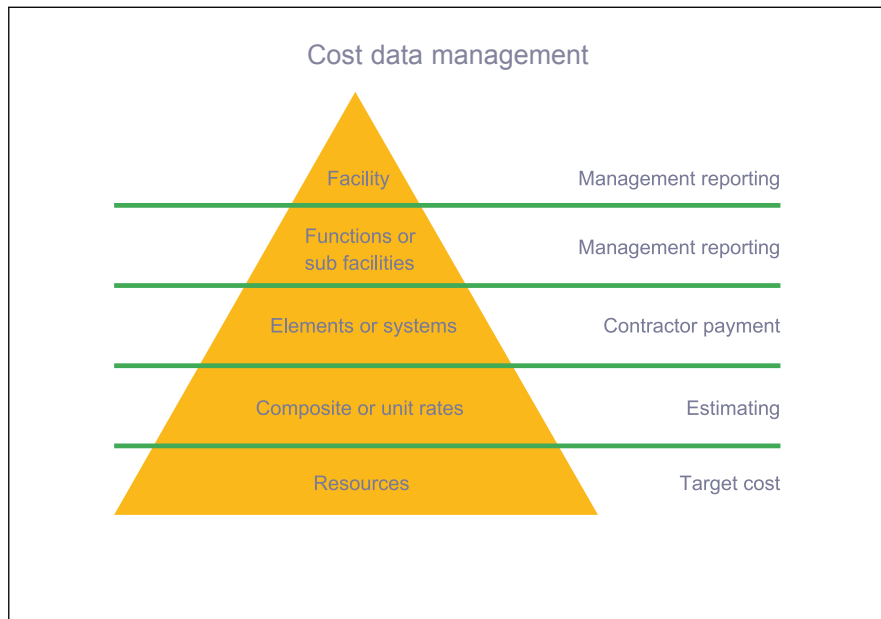 Cost data management
Facility
Management reporting
Functions or
sub facilities
Management reporting
Elements or systems
Contractor payment
Composite or unit rates
Estimating
Resources
Target cost